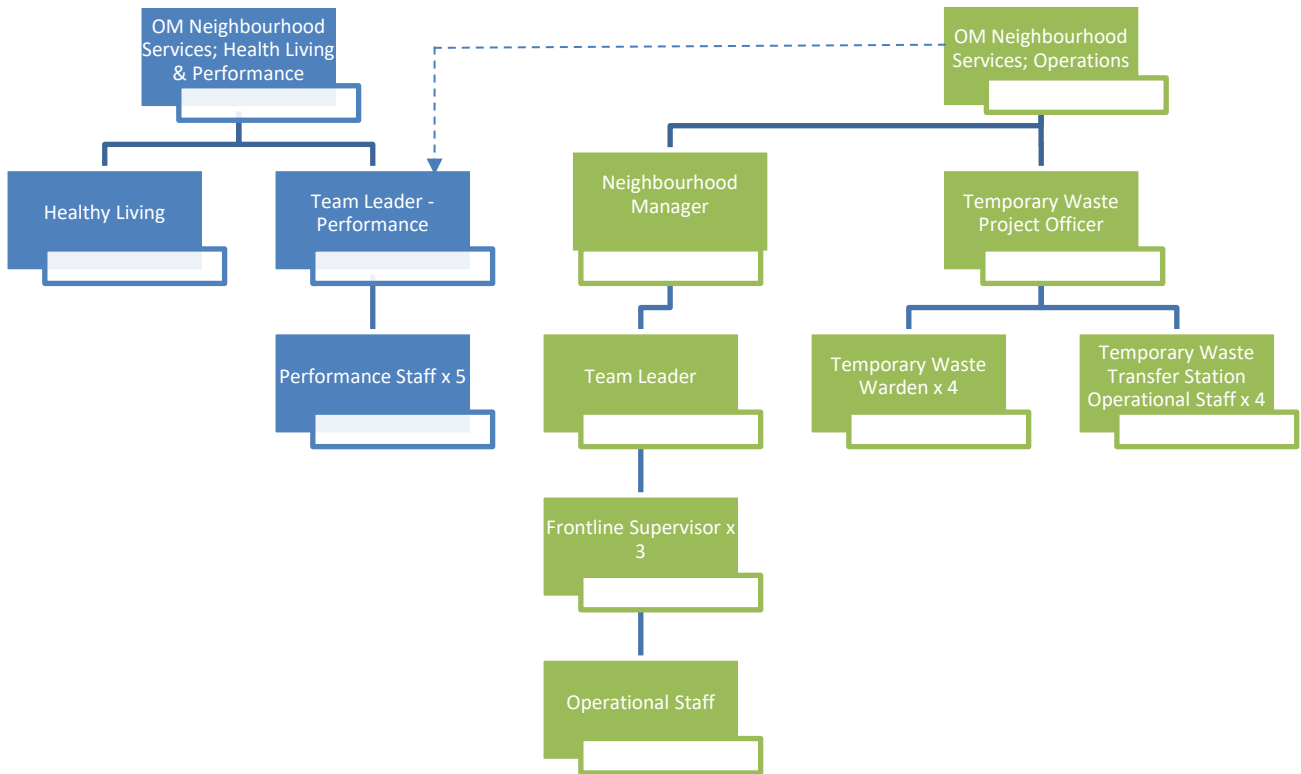 OM Neighbourhood
Services; Health Living
& Performance
OM Neighbourhood
Services; Operations
Healthy Living
Team Leader -
Performance
Neighbourhood
Manager
Temporary Waste
Project Officer
Performance Staff x 5
Team Leader
Temporary Waste
Warden x 4
Temporary Waste
Transfer Station
Operational Staff x 4
Frontline Supervisor x
3
Operational Staff